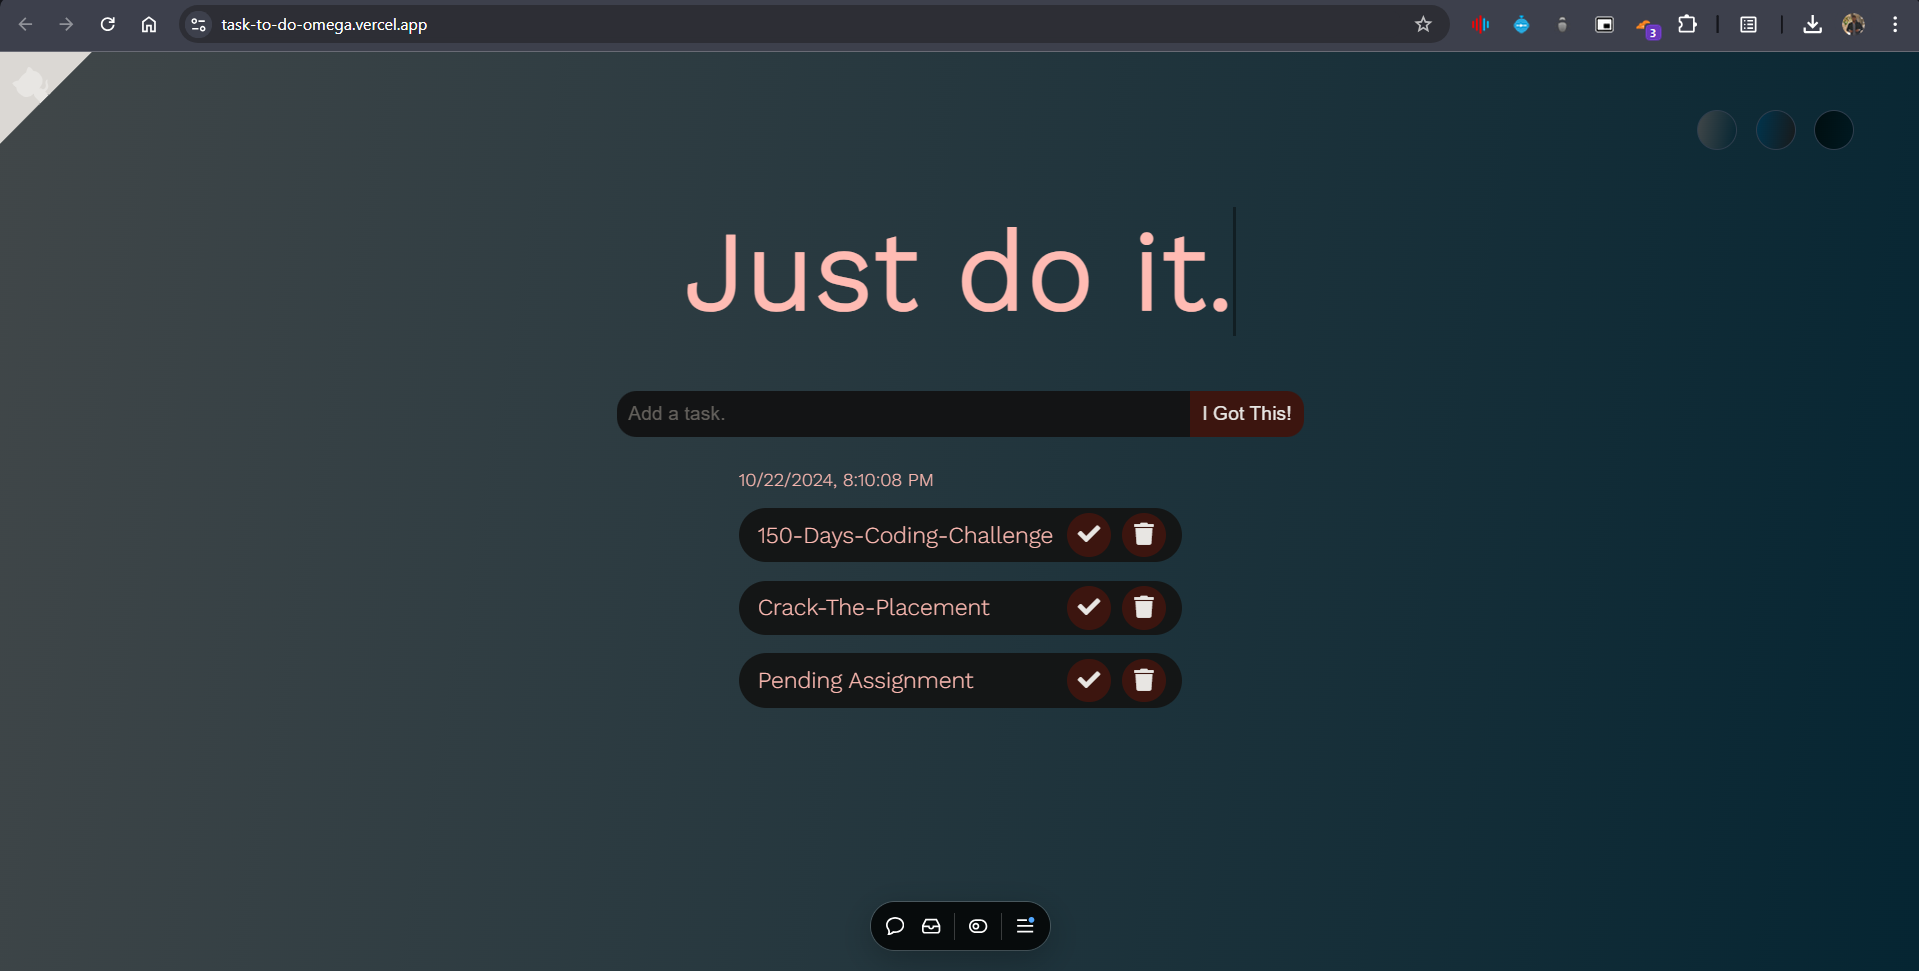 task-to-do-omega.vercel.app
3
Just do it.
Add a task.
I Got This!
10/22/2024, 8:10:08 PM
150-Days-Coding-Challenge
Crack-The-Placement
Pending Assignment